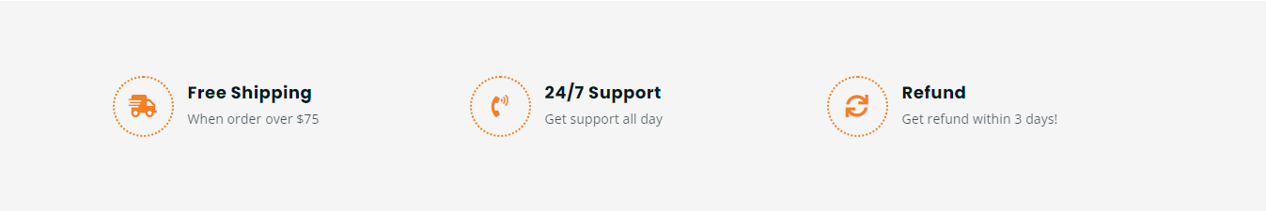 Free Shipping
When order over $75
24/7 Support
Get support all day
Refund
Get refund within 3 days!